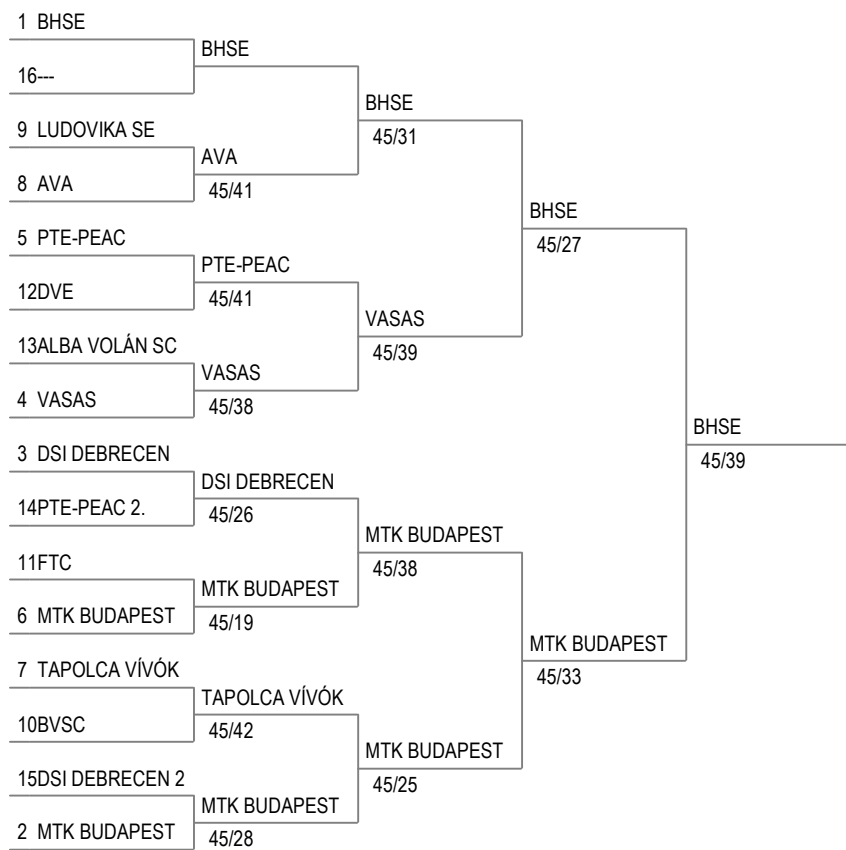 1 BHSE
BHSE
16---
BHSE
45/31
9 LUDOVIKA SE
AVA
45/41
8 AVA
BHSE
45/27
5 PTE-PEAC
PTE-PEAC
45/41
12DVE
VASAS
45/39
13ALBA VOLÁN SC
VASAS
45/38
4 VASAS
BHSE
45/39
3 DSI DEBRECEN
DSI DEBRECEN
45/26
14PTE-PEAC 2.
MTK BUDAPEST
45/38
11FTC
MTK BUDAPEST
45/19
6 MTK BUDAPEST
MTK BUDAPEST
45/33
7 TAPOLCA VÍVÓK
TAPOLCA VÍVÓK
45/42
10BVSC
MTK BUDAPEST
45/25
15DSI DEBRECEN 2
MTK BUDAPEST
45/28
2 MTK BUDAPEST